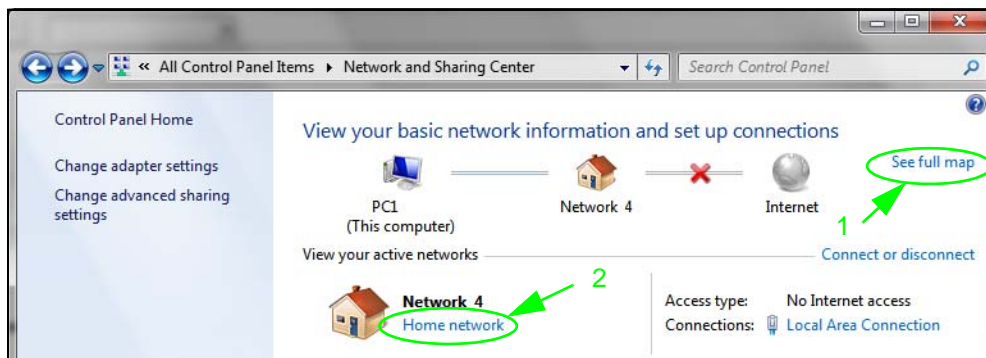 « All Control Panel Items ▸ Network and Sharing Center
Search Control Panel
Control Panel Home
Change adapter settings
Change advanced sharing
settings
View your basic network information and set up connections
See full map
1
PC1
(This computer)
Network 4
Internet
View your active networks
Connect or disconnect
2
Network 4
Home network
Access type: No Internet access
Connections: Local Area Connection